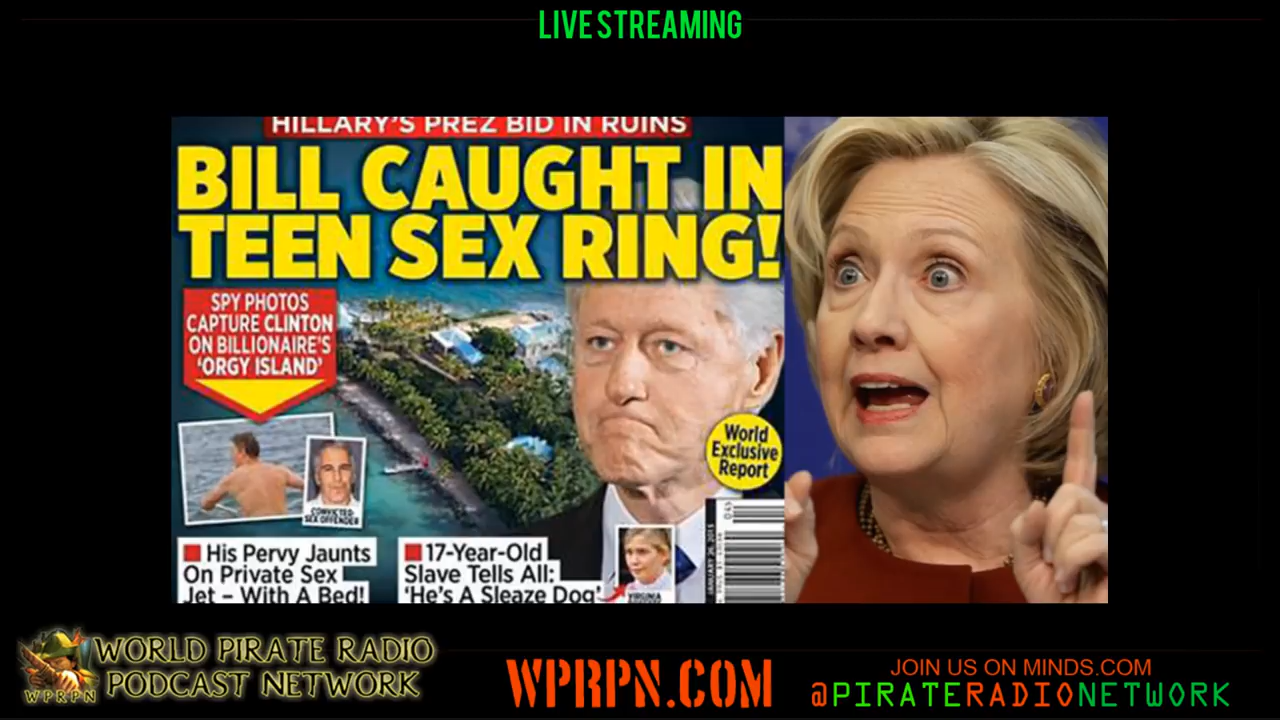 LIVE STREAMING
HILLARY'S PREZ BID IN RUINS
BILL CAUGHT IN
TEEN SEX RING!
SPY PHOTOS
CAPTURE CLINTON
ON BILLIONAIRE'S
'ORGY ISLAND'
World
Exclusive
Report
CONVICTED
SEX OFFENDER
His Pervy Jaunts
On Private Sex
Jet – With A Bed!
17-Year-Old
Slave Tells All:
'He's A Sleaze Dog'
WORLD PIRATE RADIO
PODCAST NETWORK
WPRPN
WPRPN.COM
JOIN US ON MINDS.COM
@PIRATERADIONETWORK